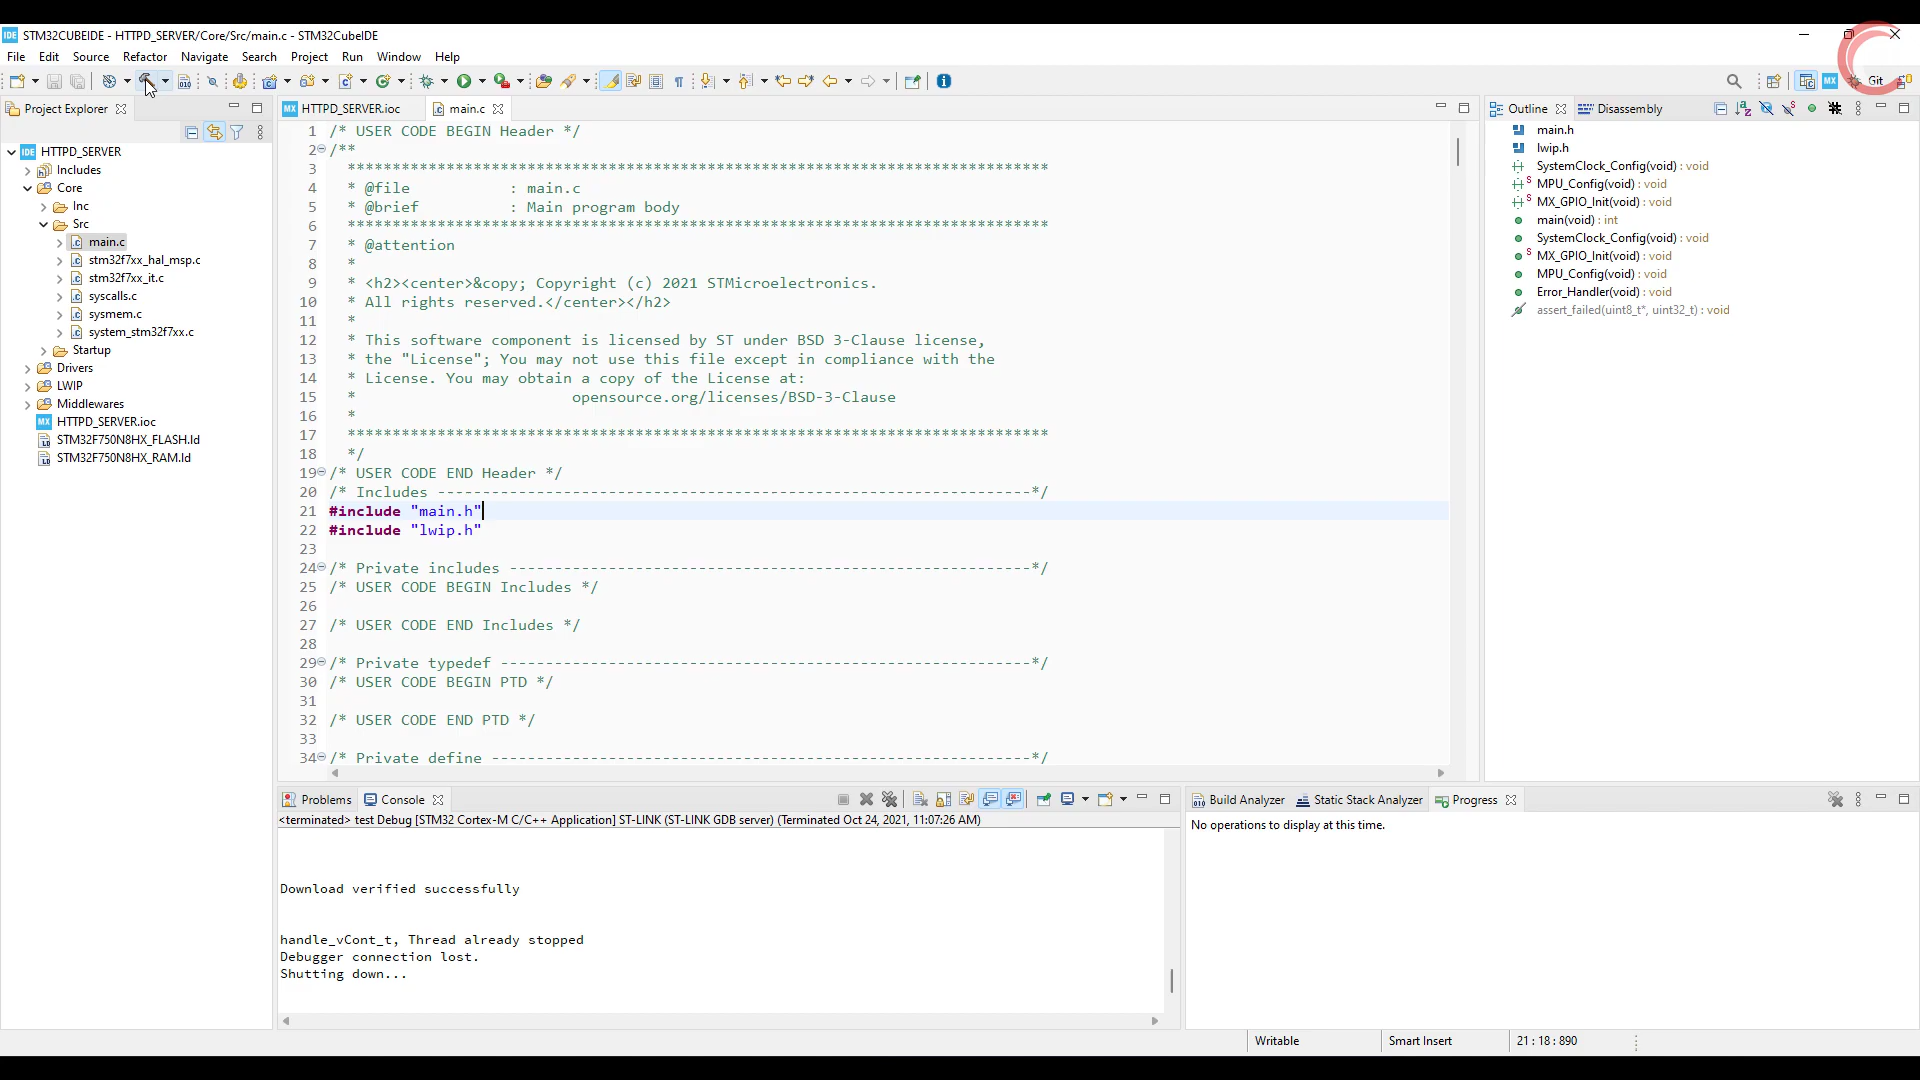 STM32CUBEIDE - HTTPD_SERVER/Core/Src/main.c - STM32CubeIDE
File Edit Source Refactor Navigate Search Project Run Window Help
Git
Project Explorer
HTTPD_SERVER
Includes
Core
Inc
Src
main.c
stm32f7xx_hal_msp.c
stm32f7xx_it.c
syscalls.c
sysmem.c
system_stm32f7xx.c
Startup
Drivers
LWIP
Middlewares
HTTPD_SERVER.ioc
STM32F750N8HX_FLASH.ld
STM32F750N8HX_RAM.ld
HTTPD_SERVER.ioc main.c
1 /* USER CODE BEGIN Header */
2 /**
3 ******************************************************************************
4 * @file : main.c
5 * @brief : Main program body
6 ******************************************************************************
7 * @attention
8 *
9 * <h2><center>&copy; Copyright (c) 2021 STMicroelectronics.
10 * All rights reserved.</center></h2>
11 *
12 * This software component is licensed by ST under BSD 3-Clause license,
13 * the "License"; You may not use this file except in compliance with the
14 * License. You may obtain a copy of the License at:
15 * opensource.org/licenses/BSD-3-Clause
16 *
17 ******************************************************************************
18 */
19 /* USER CODE END Header */
20 /* Includes ------------------------------------------------------------------*/
21 #include "main.h"
22 #include "lwip.h"
23
24 /* Private includes ----------------------------------------------------------*/
25 /* USER CODE BEGIN Includes */
26
27 /* USER CODE END Includes */
28
29 /* Private typedef -----------------------------------------------------------*/
30 /* USER CODE BEGIN PTD */
31
32 /* USER CODE END PTD */
33
34 /* Private define ------------------------------------------------------------*/
Outline Disassembly
main.h
lwip.h
SystemClock_Config(void) : void
MPU_Config(void) : void
MX_GPIO_Init(void) : void
main(void) : int
SystemClock_Config(void) : void
MX_GPIO_Init(void) : void
MPU_Config(void) : void
Error_Handler(void) : void
assert_failed(uint8_t*, uint32_t) : void
Problems Console
<terminated> test Debug [STM32 Cortex-M C/C++ Application] ST-LINK (ST-LINK GDB server) (Terminated Oct 24, 2021, 11:07:26 AM)
Download verified successfully
handle_vCont_t, Thread already stopped
Debugger connection lost.
Shutting down...
Build Analyzer Static Stack Analyzer Progress
No operations to display at this time.
Writable Smart Insert 21 : 18 : 890